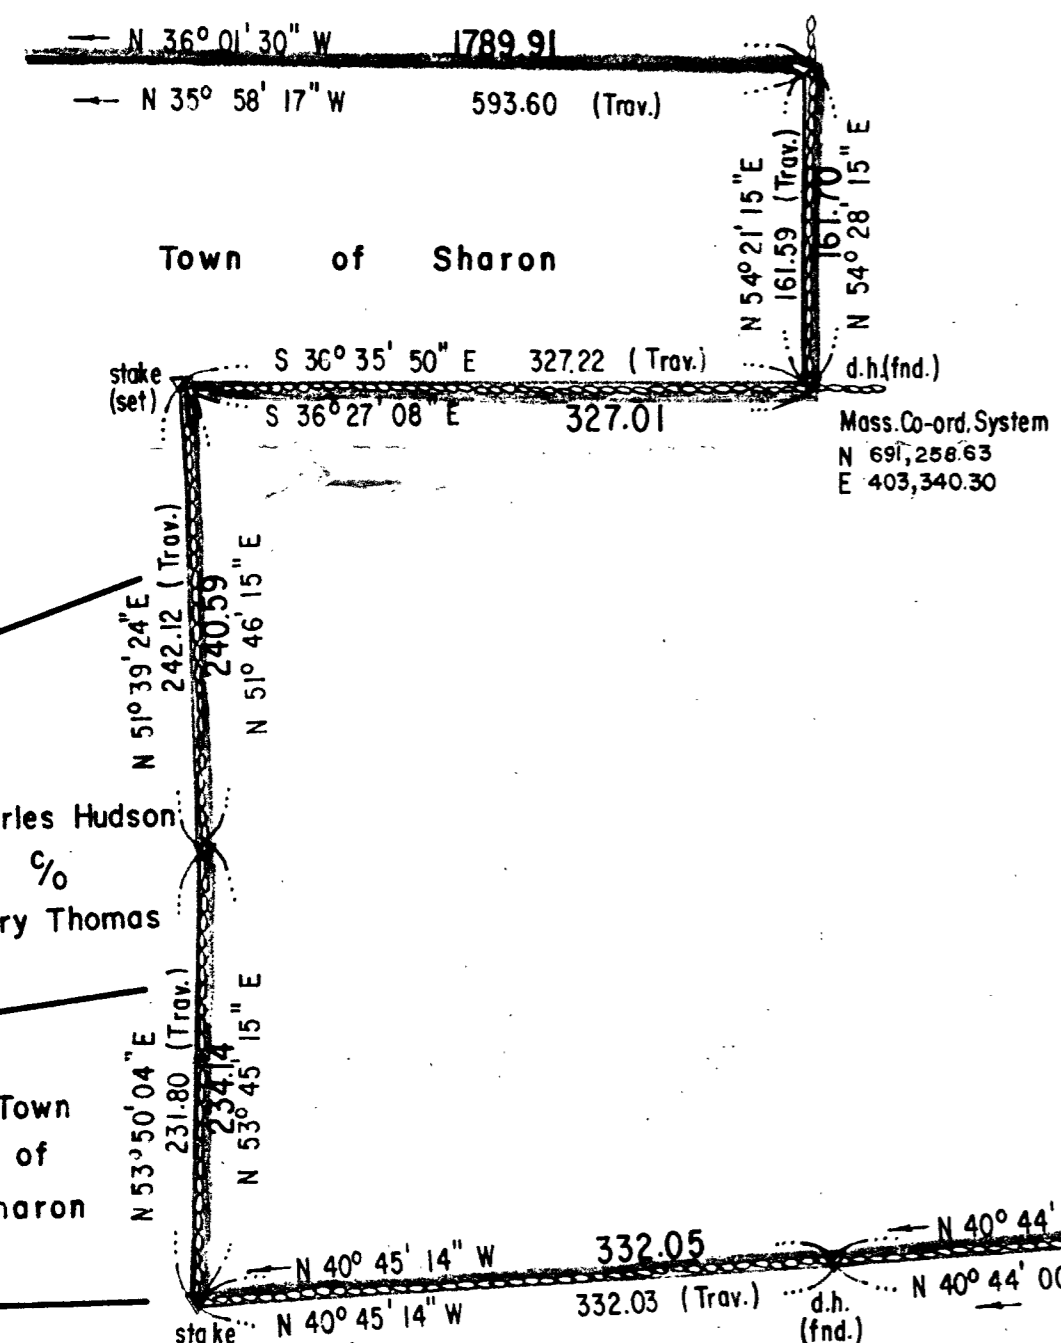 N 36° 01' 30" W 1789.91
N 35° 58' 17" W 593.60 (Trav.)
N 54° 21' 15" E
161.59 (Trav.)
161.70
N 54° 28' 15" E
Town of Sharon
S 36° 35' 50" E 327.22 (Trav.)
stake
(set)
d.h.(fnd.)
S 36° 27' 08" E 327.01
Mass. Co-ord. System
N 691,258.63
E 403,340.30
N 51° 39' 24" E
242.12 (Trav.)
240.59
N 51° 46' 15" E
rles Hudson
c/o
ry Thomas
N 53° 50' 04" E
231.80 (Trav.)
234.14
N 53° 45' 15" E
Town
of
haron
N 40° 45' 14" W 332.05
N 40° 44'
N 40° 45' 14" W 332.03 (Trav.)
d.h.
(fnd.)
N 40° 44' 00
stake